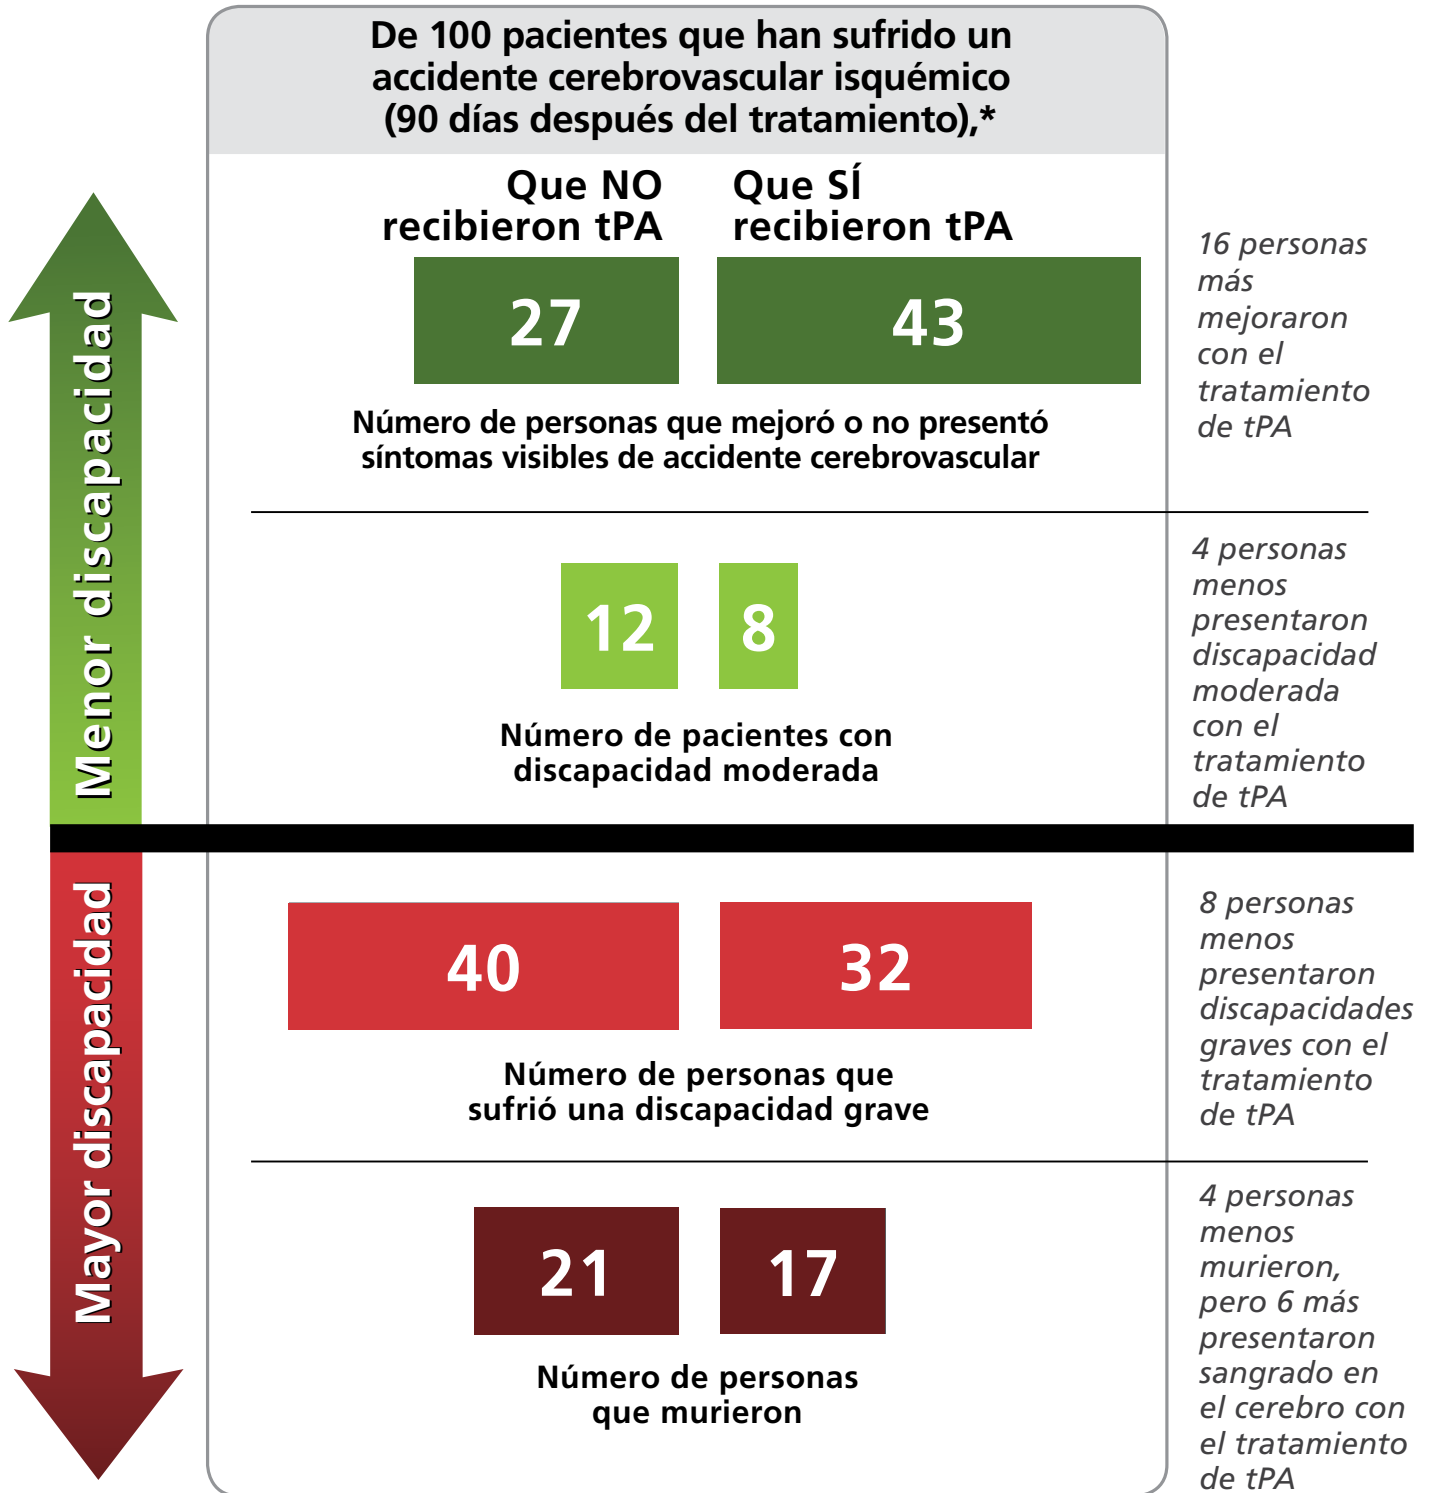 De 100 pacientes que han sufrido un
accidente cerebrovascular isquémico
(90 días después del tratamiento),*
Que NO
recibieron tPA
Que SÍ
recibieron tPA
Menor discapacidad
27
43
Número de personas que mejoró o no presentó
síntomas visibles de accidente cerebrovascular
16 personas
más
mejoraron
con el
tratamiento
de tPA
12
8
Número de pacientes con
discapacidad moderada
4 personas
menos
presentaron
discapacidad
moderada
con el
tratamiento
de tPA
Mayor discapacidad
40
32
Número de personas que
sufrió una discapacidad grave
8 personas
menos
presentaron
discapacidades
graves con el
tratamiento
de tPA
21
17
Número de personas
que murieron
4 personas
menos
murieron,
pero 6 más
presentaron
sangrado en
el cerebro con
el tratamiento
de tPA